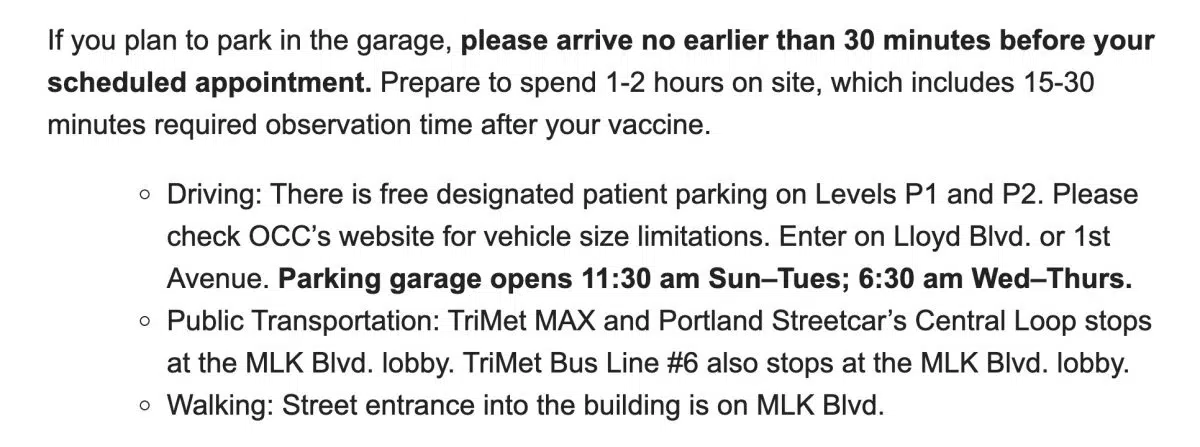 If you plan to park in the garage, please arrive no earlier than 30 minutes before your
scheduled appointment. Prepare to spend 1-2 hours on site, which includes 15-30
minutes required observation time after your vaccine.
○ Driving: There is free designated patient parking on Levels P1 and P2. Please
check OCC’s website for vehicle size limitations. Enter on Lloyd Blvd. or 1st
Avenue. Parking garage opens 11:30 am Sun–Tues; 6:30 am Wed–Thurs.
○ Public Transportation: TriMet MAX and Portland Streetcar’s Central Loop stops
at the MLK Blvd. lobby. TriMet Bus Line #6 also stops at the MLK Blvd. lobby.
○ Walking: Street entrance into the building is on MLK Blvd.